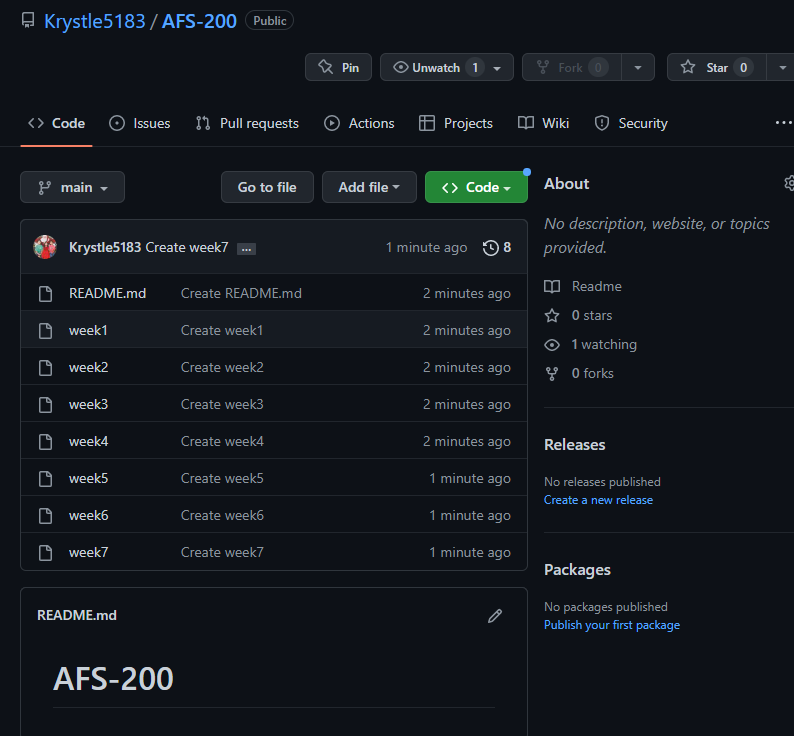 Krystle5183 / AFS-200 Public
Pin Unwatch 1 Fork 0 Star 0
Code Issues Pull requests Actions Projects Wiki Security ...
main Go to file Add file Code
Krystle5183 Create week7 ... 1 minute ago 8
README.md Create README.md 2 minutes ago
week1 Create week1 2 minutes ago
week2 Create week2 2 minutes ago
week3 Create week3 2 minutes ago
week4 Create week4 2 minutes ago
week5 Create week5 1 minute ago
week6 Create week6 1 minute ago
week7 Create week7 1 minute ago
README.md
AFS-200
About
No description, website, or topics
provided.
Readme
0 stars
1 watching
0 forks
Releases
No releases published
Create a new release
Packages
No packages published
Publish your first package